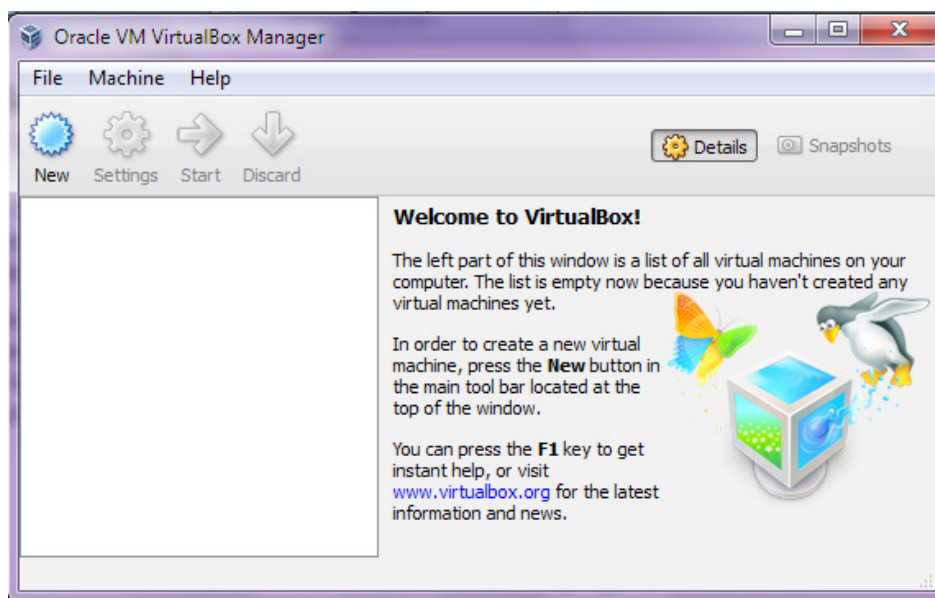 Oracle VM VirtualBox Manager
File Machine Help
New Settings Start Discard
Details Snapshots
Welcome to VirtualBox!
The left part of this window is a list of all virtual machines on your
computer. The list is empty now because you haven't created any
virtual machines yet.
In order to create a new virtual
machine, press the New button in
the main tool bar located at the
top of the window.
You can press the F1 key to get
instant help, or visit
www.virtualbox.org for the latest
information and news.